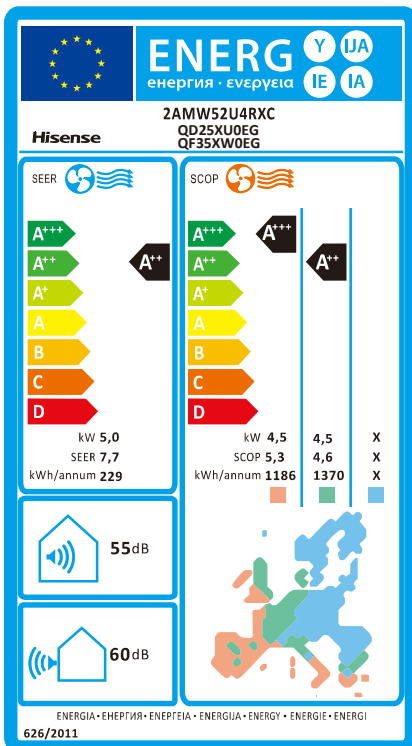 ENERG Y IJA
енергия · ενεργεια IE IA
2AMW52U4RXC
QD25XU0EG
QF35XW0EG
Hisense
SEER
A+++
A++
A+
A
B
C
D
A++
kW 5,0
SEER 7,7
kWh/annum 229
SCOP
A+++
A++
A+
A
B
C
D
A+++
A++
kW 4,5 4,5 X
SCOP 5,3 4,6 X
kWh/annum 1186 1370 X
55dB
60dB
ENERGIA • ЕНЕРГИЯ • ΕΝΕΡΓΕΙΑ • ENERGIJA • ENERGY • ENERGIE • ENERGI
626/2011